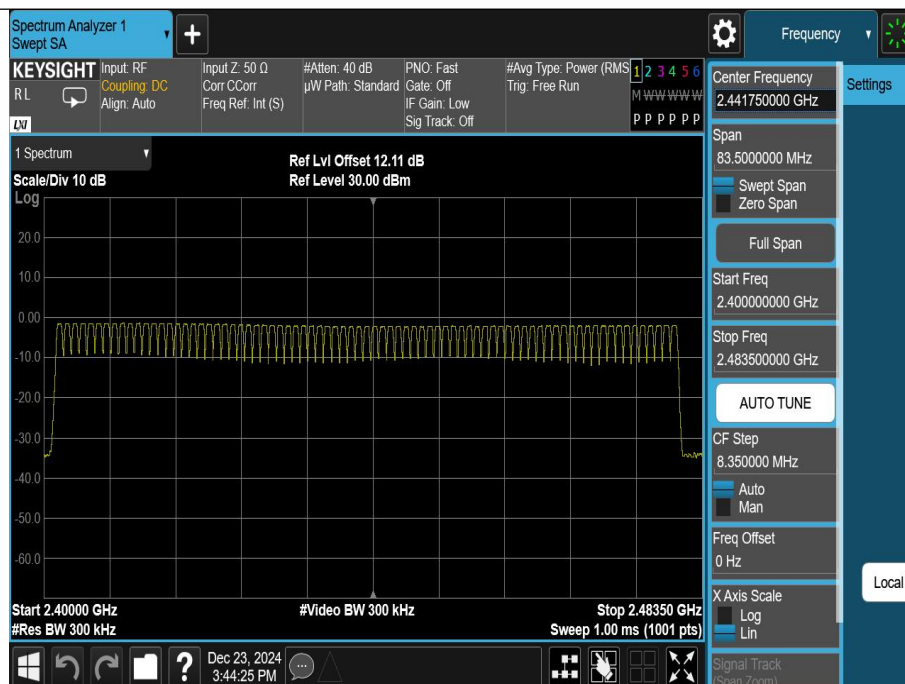 Spectrum Analyzer 1
Swept SA
+
Frequency
KEYSIGHT
RL
LXI
Input: RF
Coupling: DC
Align: Auto
Input Z: 50 Ω
Corr CCorr
Freq Ref: Int (S)
#Atten: 40 dB
µW Path: Standard
PNO: Fast
Gate: Off
IF Gain: Low
Sig Track: Off
#Avg Type: Power (RMS
Trig: Free Run
1 2 3 4 5 6
M W W W W W
P P P P P P
1 Spectrum
Scale/Div 10 dB
Log
Ref Lvl Offset 12.11 dB
Ref Level 30.00 dBm
20.0
10.0
0.00
-10.0
-20.0
-30.0
-40.0
-50.0
-60.0
Start 2.40000 GHz
#Res BW 300 kHz
#Video BW 300 kHz
Stop 2.48350 GHz
Sweep 1.00 ms (1001 pts)
Center Frequency
2.441750000 GHz
Settings
Span
83.5000000 MHz
Swept Span
Zero Span
Full Span
Start Freq
2.400000000 GHz
Stop Freq
2.483500000 GHz
AUTO TUNE
CF Step
8.350000 MHz
Auto
Man
Freq Offset
0 Hz
Local
X Axis Scale
Log
Lin
Signal Track
(Span Zoom)
?
Dec 23, 2024
3:44:25 PM